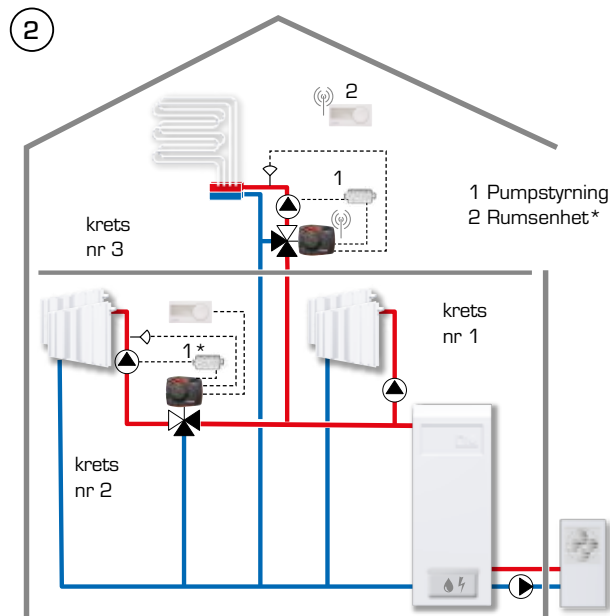 2
2
1
1 Pumpstyrning
2 Rumsenhet*
krets
nr 3
krets
nr 1
1*
krets
nr 2